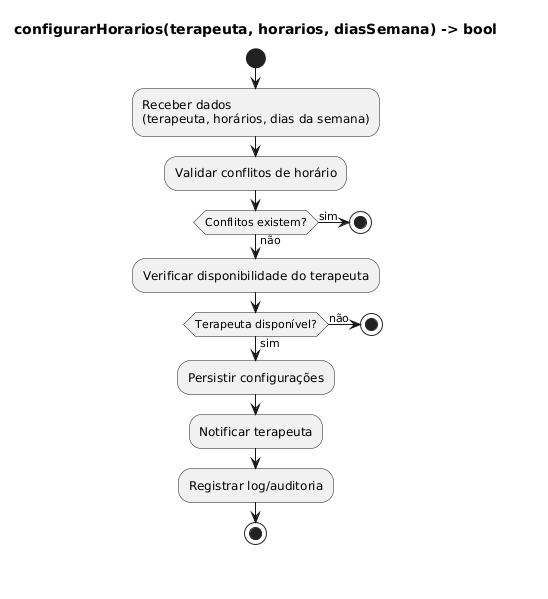 configurarHorarios(terapeuta, horarios, diasSemana) -> bool
Receber dados
(terapeuta, horários, dias da semana)
Validar conflitos de horário
Conflitos existem?
sim
não
Verificar disponibilidade do terapeuta
Terapeuta disponível?
não
sim
Persistir configurações
Notificar terapeuta
Registrar log/auditoria